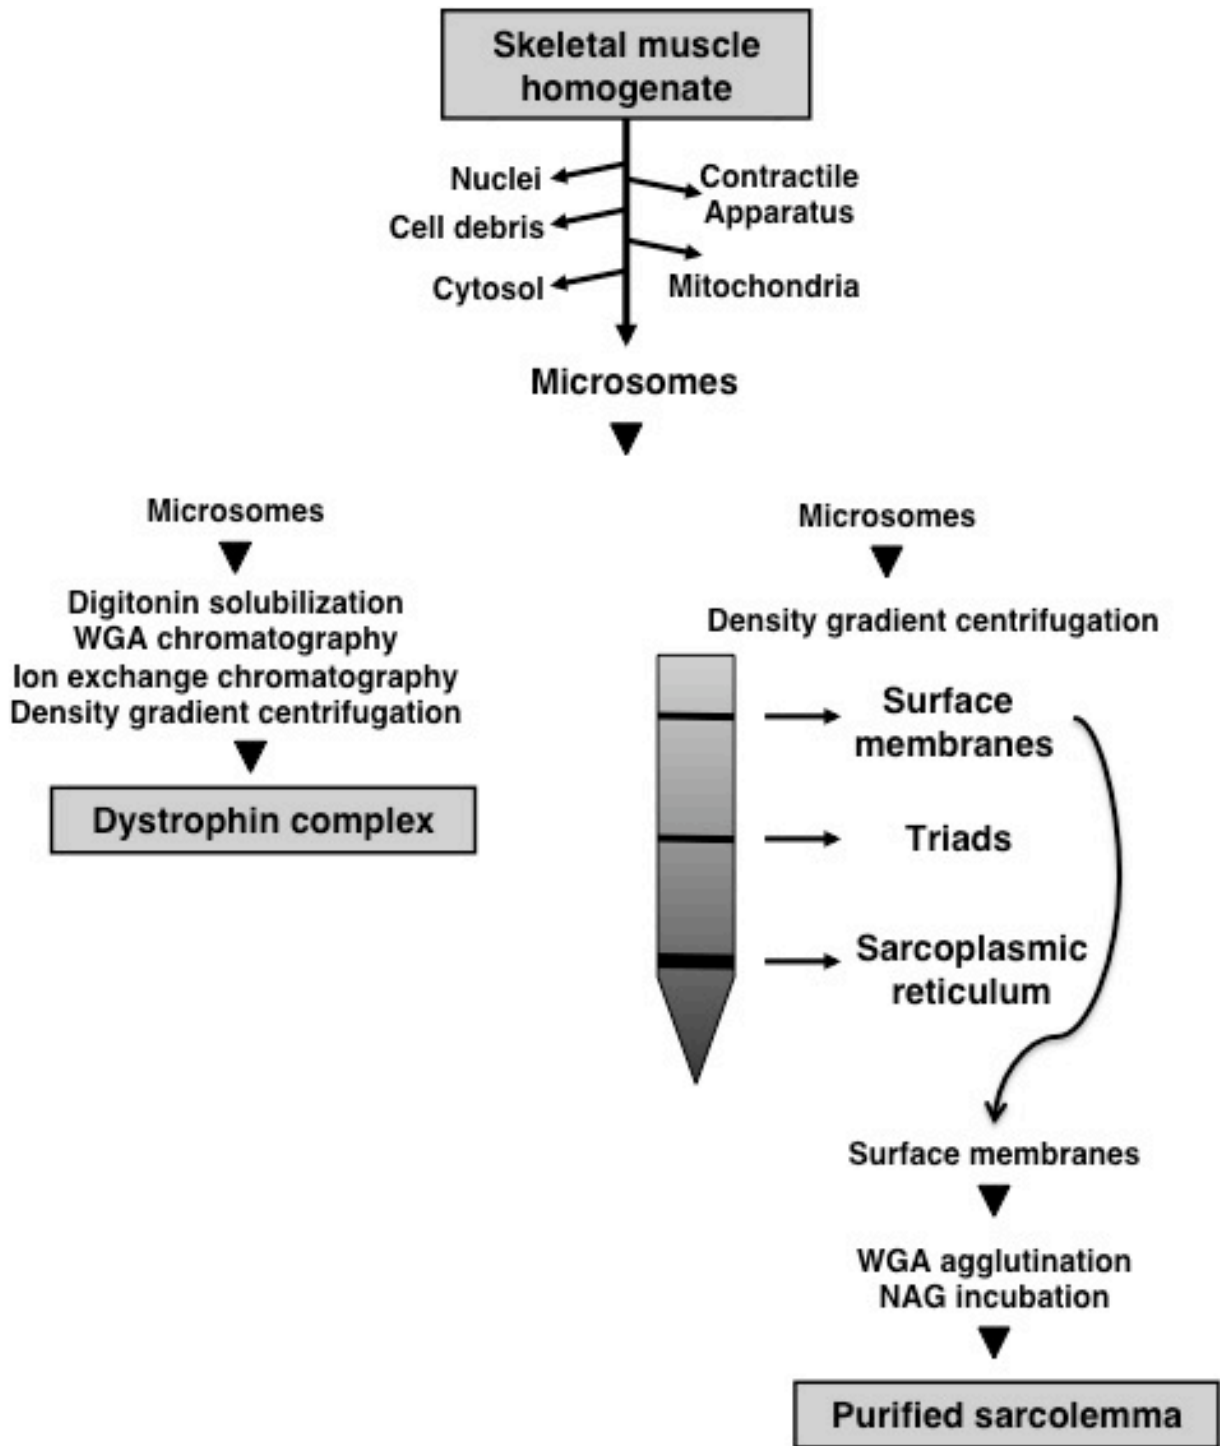 Skeletal muscle
homogenate
Nuclei
Contractile
Apparatus
Cell debris
Cytosol
Mitochondria
Microsomes
Microsomes
Digitonin solubilization
WGA chromatography
Ion exchange chromatography
Density gradient centrifugation
Dystrophin complex
Microsomes
Density gradient centrifugation
Surface
membranes
Triads
Sarcoplasmic
reticulum
Surface membranes
WGA agglutination
NAG incubation
Purified sarcolemma